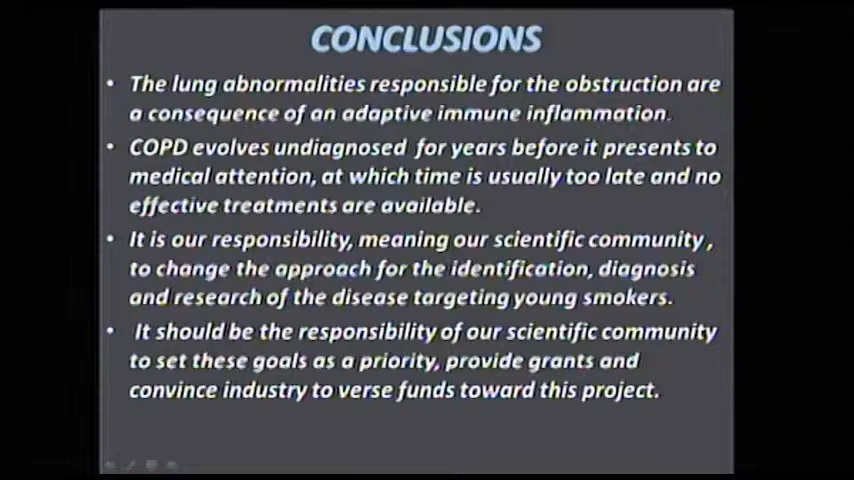 CONCLUSIONS
• The lung abnormalities responsible for the obstruction are
a consequence of an adaptive immune inflammation.
• COPD evolves undiagnosed for years before it presents to
medical attention, at which time is usually too late and no
effective treatments are available.
• It is our responsibility, meaning our scientific community ,
to change the approach for the identification, diagnosis
and research of the disease targeting young smokers.
• It should be the responsibility of our scientific community
to set these goals as a priority, provide grants and
convince industry to verse funds toward this project.